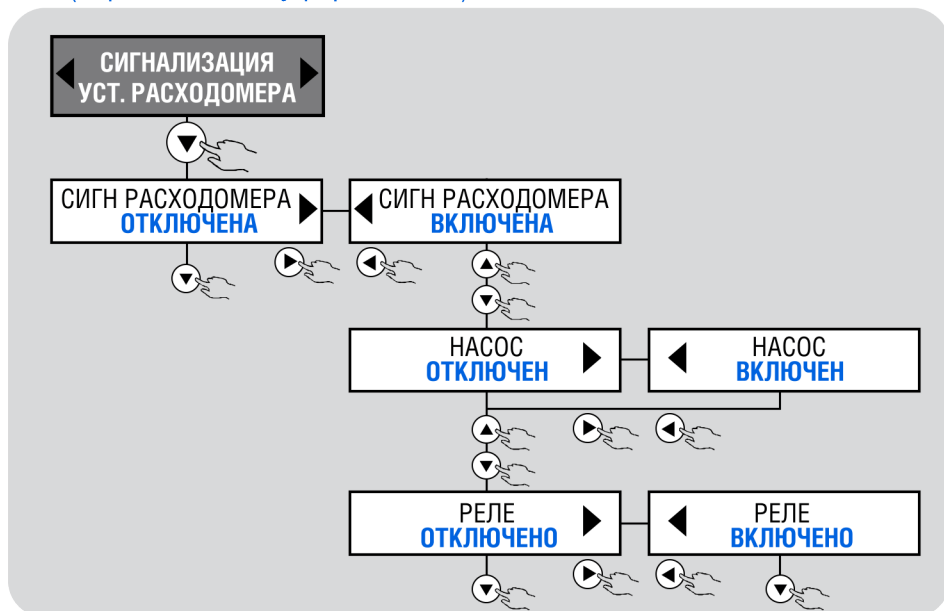 СИГНАЛИЗАЦИЯ
УСТ. РАСХОДОМЕРА
СИГН РАСХОДОМЕРА
ОТКЛЮЧЕНА
СИГН РАСХОДОМЕРА
ВКЛЮЧЕНА
НАСОС
ОТКЛЮЧЕН
НАСОС
ВКЛЮЧЕН
РЕЛЕ
ОТКЛЮЧЕНО
РЕЛЕ
ВКЛЮЧЕНО